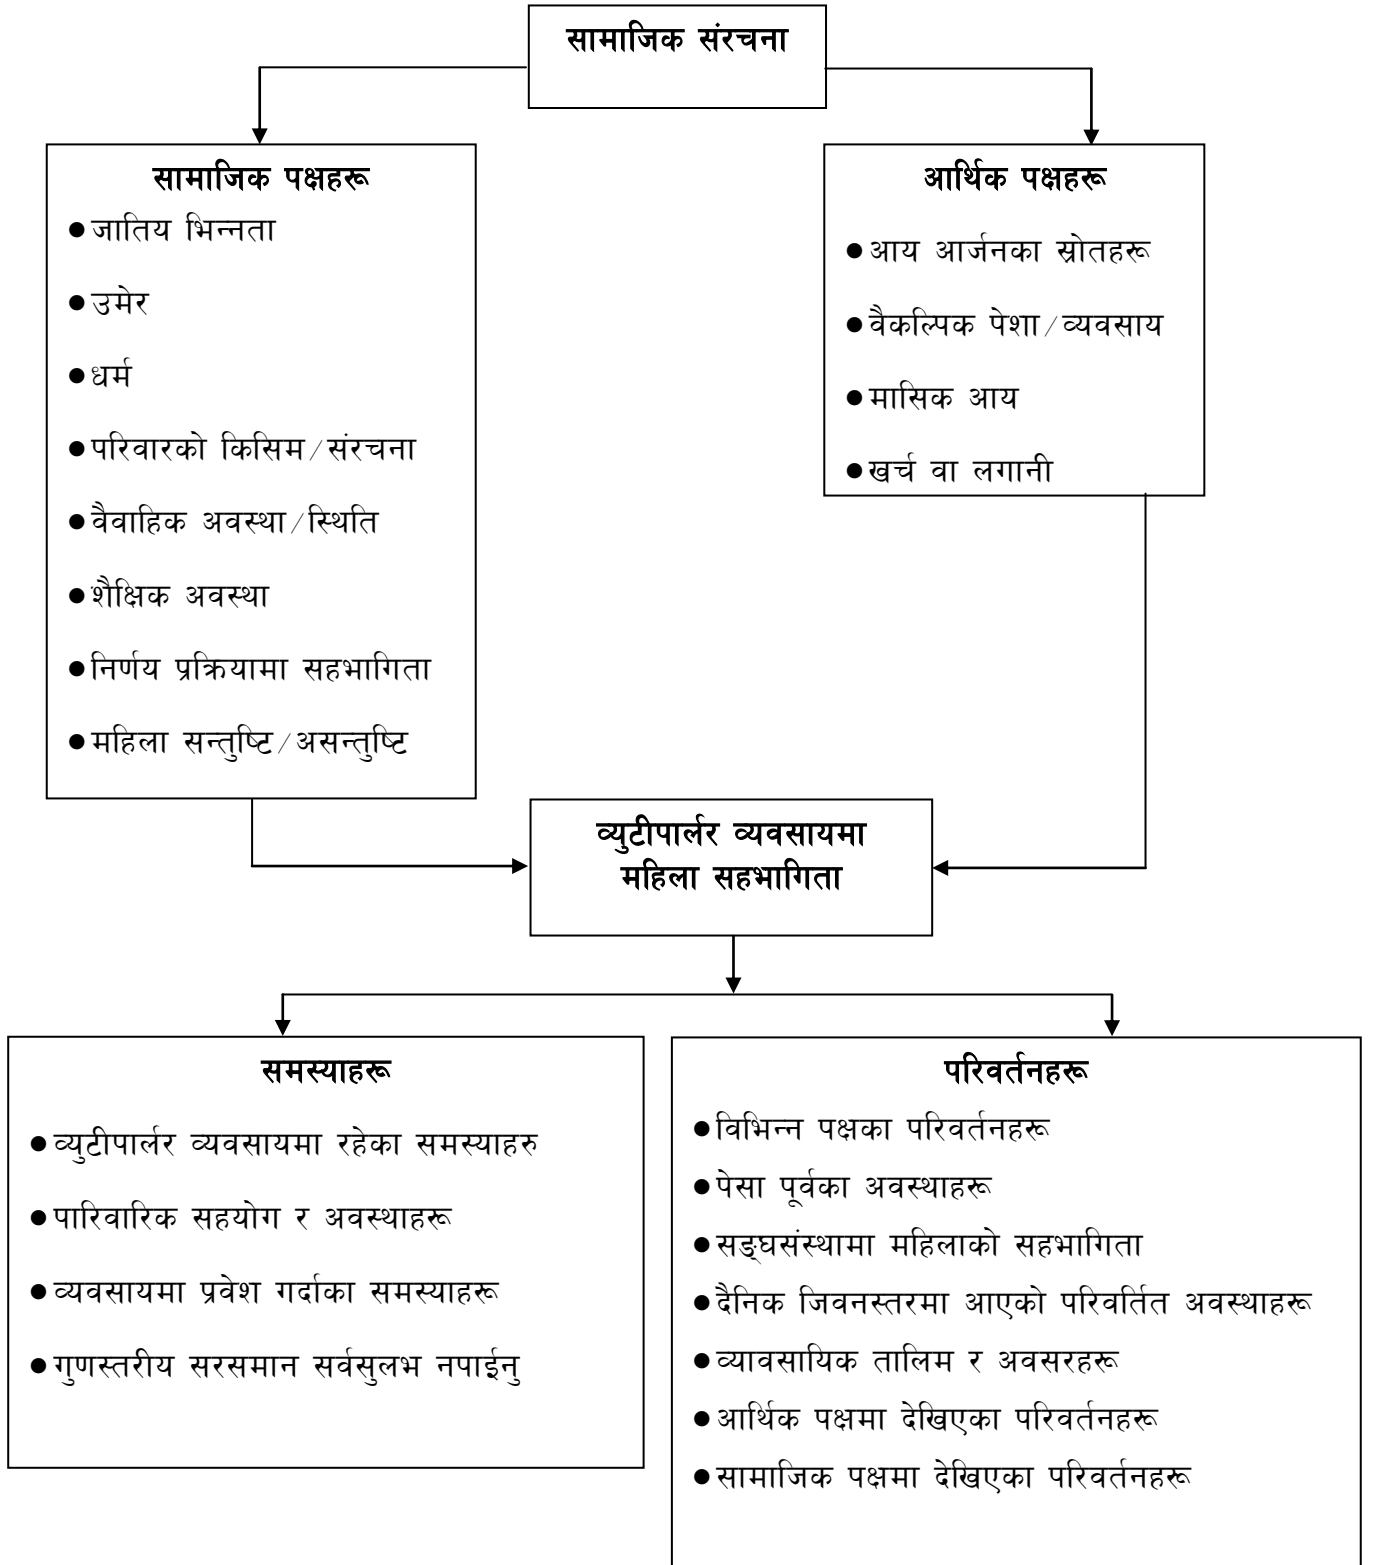 सामाजिक संरचना
सामाजिक पक्षहरू
● जातिय भिन्नता
● उमेर
● धर्म
● परिवारको किसिम/संरचना
● वैवाहिक अवस्था/स्थिति
● शैक्षिक अवस्था
● निर्णय प्रक्रियामा सहभागिता
● महिला सन्तुष्टि/असन्तुष्टि
आर्थिक पक्षहरू
● आय आर्जनका स्रोतहरू
● वैकल्पिक पेशा/व्यवसाय
● मासिक आय
● खर्च वा लगानी
व्युटीपार्लर व्यवसायमा
महिला सहभागिता
समस्याहरू
● व्युटीपार्लर व्यवसायमा रहेका समस्याहरु
● पारिवारिक सहयोग र अवस्थाहरू
● व्यवसायमा प्रवेश गर्दाका समस्याहरू
● गुणस्तरीय सरसमान सर्वसुलभ नपाईनु
परिवर्तनहरू
● विभिन्न पक्षका परिवर्तनहरू
● पेसा पूर्वका अवस्थाहरू
● सङ्घसंस्थामा महिलाको सहभागिता
● दैनिक जिवनस्तरमा आएको परिवर्तित अवस्थाहरू
● व्यावसायिक तालिम र अवसरहरू
● आर्थिक पक्षमा देखिएका परिवर्तनहरू
● सामाजिक पक्षमा देखिएका परिवर्तनहरू